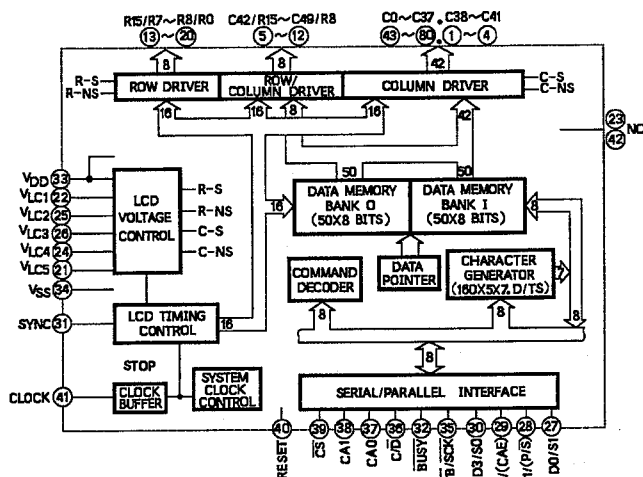 R15/R7~R8/R0 C42/R15~C49/R8 C0~C37, C38~C41
13~20 5~12 43~80, 1~4
8 8 42
R-S
R-NS
ROW DRIVER
ROW/
COLUMN DRIVER
COLUMN DRIVER
C-S
C-NS
16 16 8 16 42
23
42
NC
VDD 33
VLC1 22
VLC2 25
VLC3 26
VLC4 24
VLC5 21
VSS 34
SYNC 31
CLOCK 41
LCD
VOLTAGE
CONTROL
R-S
R-NS
C-S
C-NS
50 50
16
DATA MEMORY
BANK 0
(50X8 BITS)
DATA MEMORY
BANK I
(50X8 BITS)
8
COMMAND
DECODER
DATA
POINTER
CHARACTER
GENERATOR
(160X5X7, D/TS)
7
LCD TIMING
CONTROL
16
8 8 8
STOP
CLOCK
BUFFER
SYSTEM
CLOCK
CONTROL
8
SERIAL/PARALLEL INTERFACE
40 39 38 37 36 32 35 30 29 28 27
RESET
CS
CA1
CA0
C/D
BUSY
B/SCK
D3/S0
/(CAE)
1/(P/S)
D0/S1